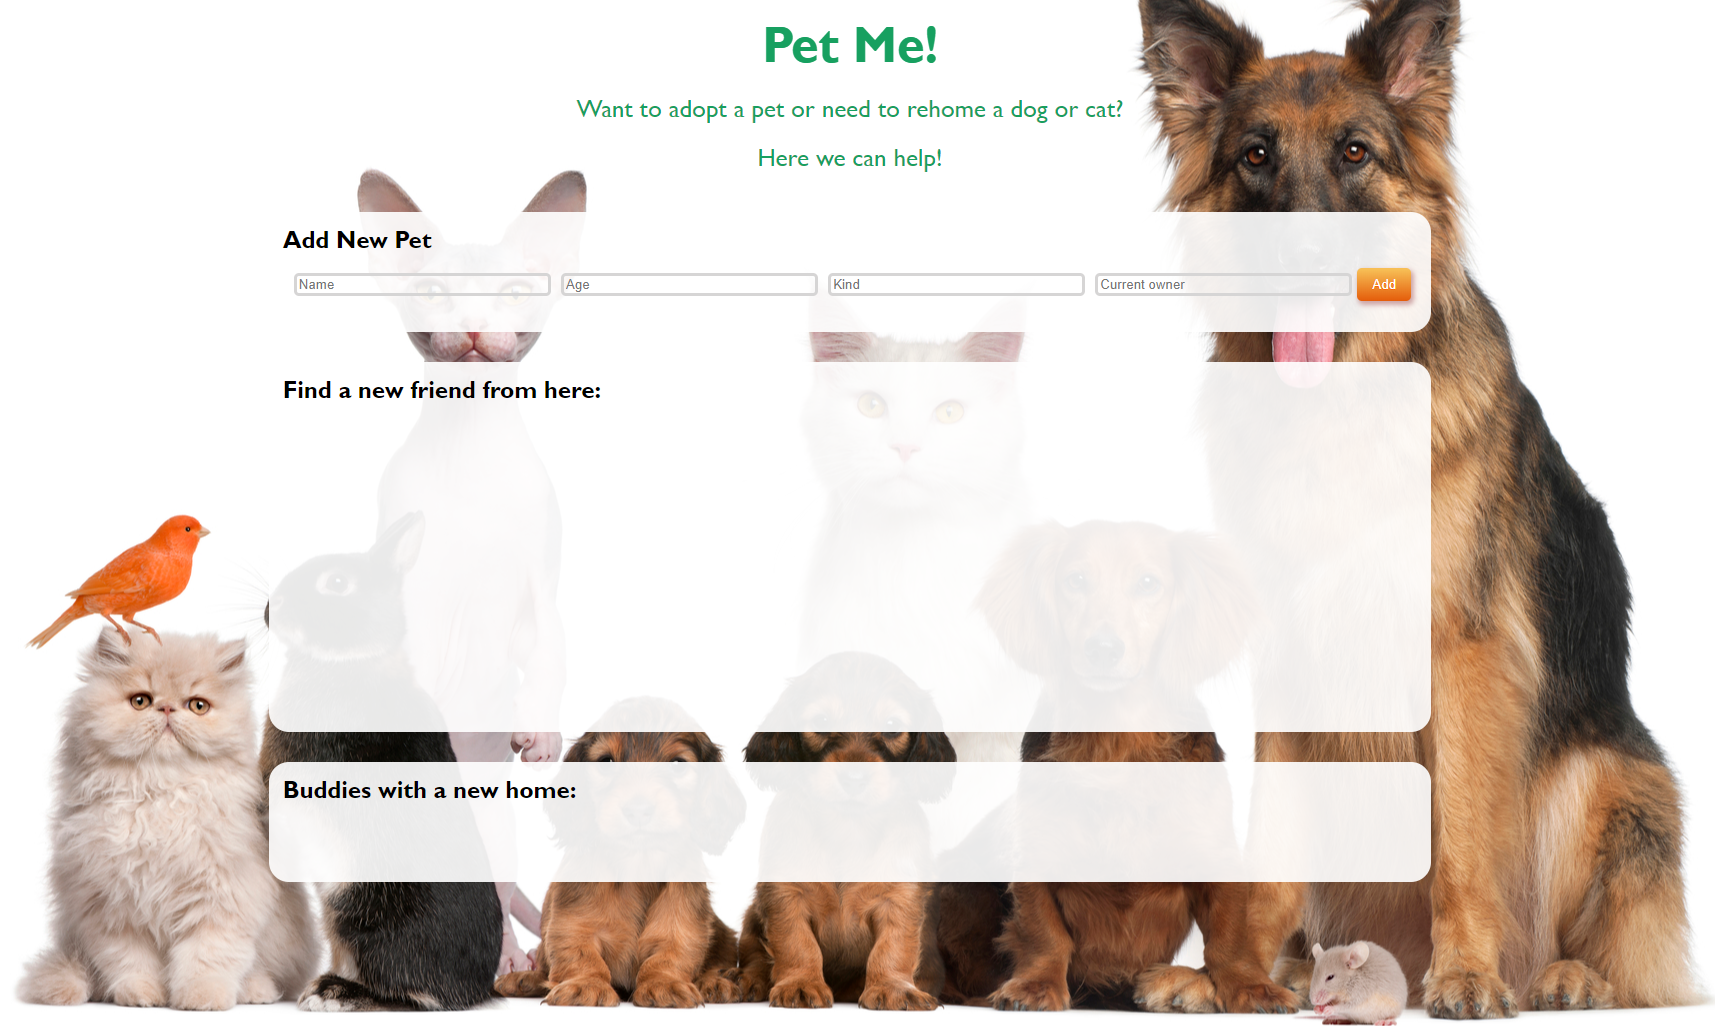 Pet Me!
Want to adopt a pet or need to rehome a dog or cat?
Here we can help!
Add New Pet
Name Age Kind Current owner Add
Find a new friend from here:
Buddies with a new home: